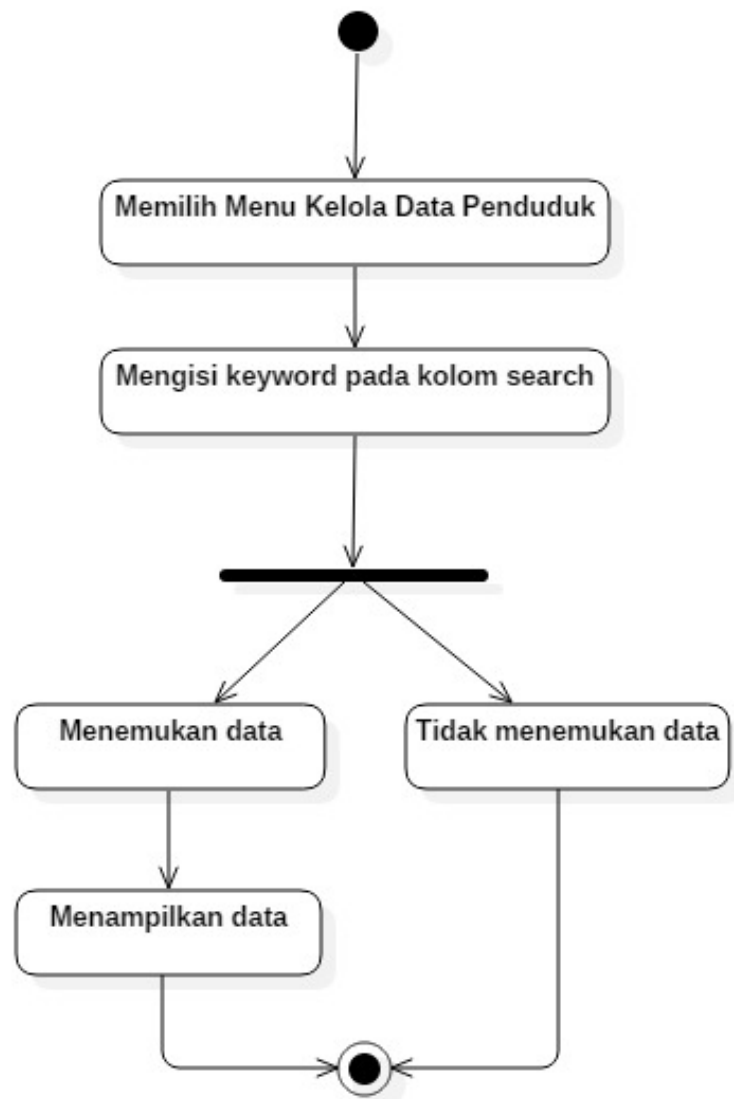 Memilih Menu Kelola Data Penduduk
Mengisi keyword pada kolom search
Menemukan data
Tidak menemukan data
Menampilkan data